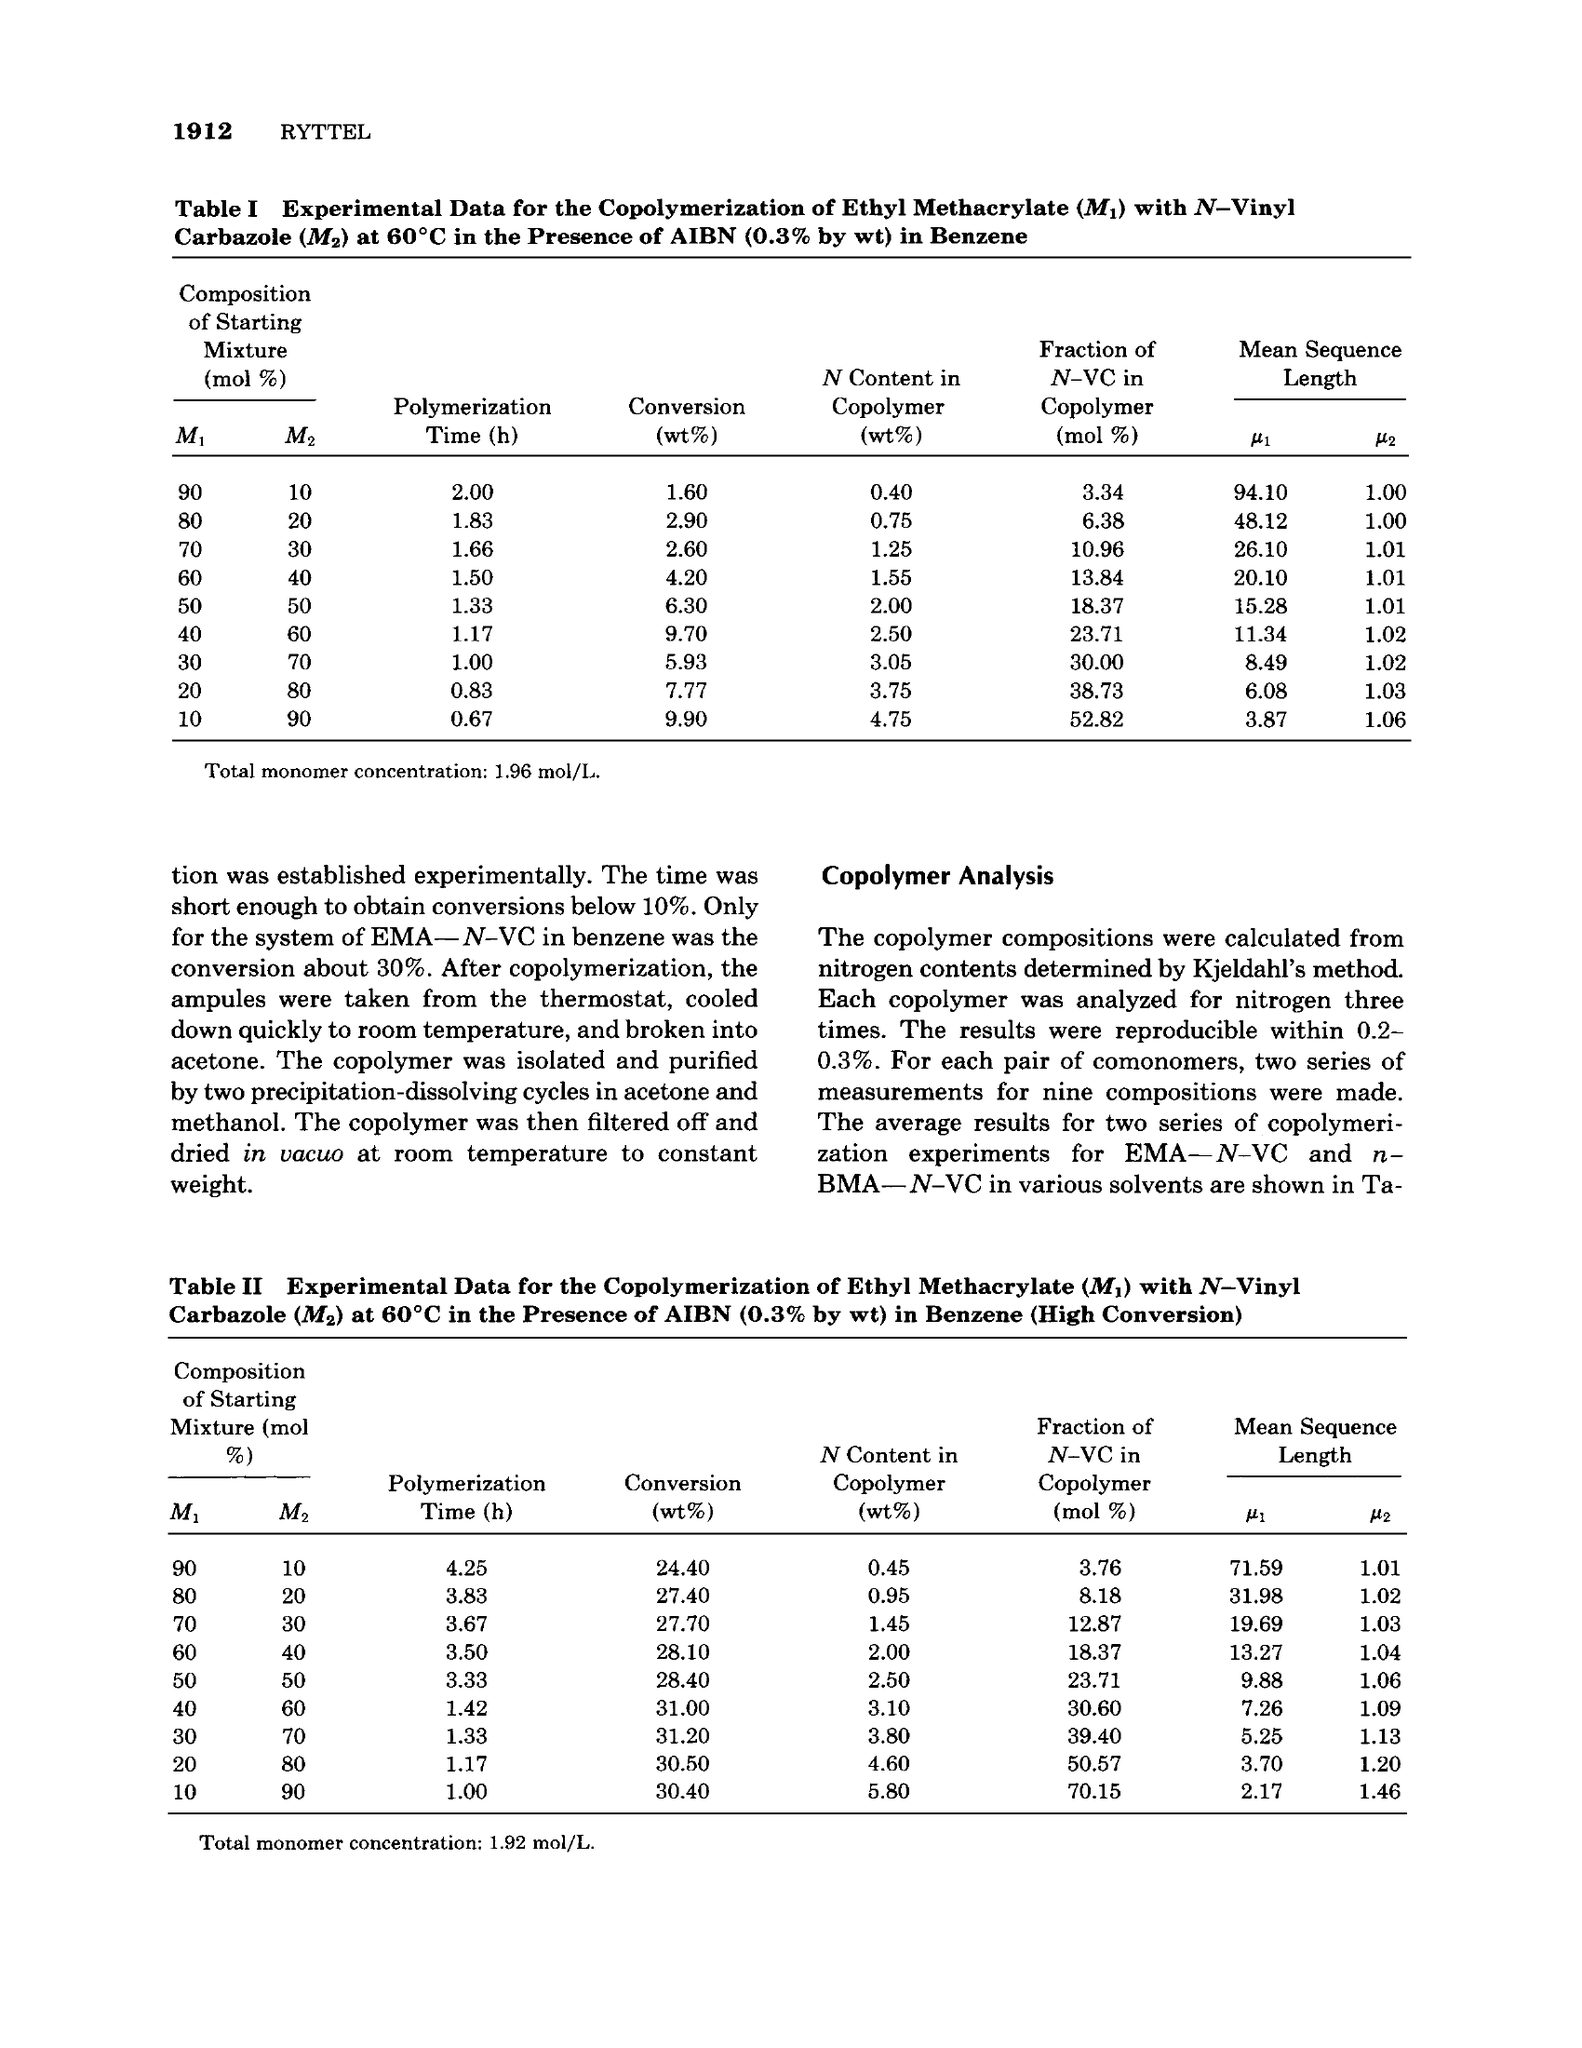 1912 RYTTEL
Table I Experimental Data for the Copolymerization of Ethyl Methacrylate (M₁) with N–Vinyl
Carbazole (M₂) at 60°C in the Presence of AIBN (0.3% by wt) in Benzene
Composition
of Starting
Mixture Fraction of Mean Sequence
(mol %) N Content in N–VC in Length
Polymerization Conversion Copolymer Copolymer
M₁ M₂ Time (h) (wt%) (wt%) (mol %) μ₁ μ₂
90 10 2.00 1.60 0.40 3.34 94.10 1.00
80 20 1.83 2.90 0.75 6.38 48.12 1.00
70 30 1.66 2.60 1.25 10.96 26.10 1.01
60 40 1.50 4.20 1.55 13.84 20.10 1.01
50 50 1.33 6.30 2.00 18.37 15.28 1.01
40 60 1.17 9.70 2.50 23.71 11.34 1.02
30 70 1.00 5.93 3.05 30.00 8.49 1.02
20 80 0.83 7.77 3.75 38.73 6.08 1.03
10 90 0.67 9.90 4.75 52.82 3.87 1.06
Total monomer concentration: 1.96 mol/L.
tion was established experimentally. The time was
short enough to obtain conversions below 10%. Only
for the system of EMA—N–VC in benzene was the
conversion about 30%. After copolymerization, the
ampules were taken from the thermostat, cooled
down quickly to room temperature, and broken into
acetone. The copolymer was isolated and purified
by two precipitation-dissolving cycles in acetone and
methanol. The copolymer was then filtered off and
dried in vacuo at room temperature to constant
weight.
Copolymer Analysis
The copolymer compositions were calculated from
nitrogen contents determined by Kjeldahl's method.
Each copolymer was analyzed for nitrogen three
times. The results were reproducible within 0.2–
0.3%. For each pair of comonomers, two series of
measurements for nine compositions were made.
The average results for two series of copolymeri-
zation experiments for EMA—N–VC and n–
BMA—N–VC in various solvents are shown in Ta-
Table II Experimental Data for the Copolymerization of Ethyl Methacrylate (M₁) with N–Vinyl
Carbazole (M₂) at 60°C in the Presence of AIBN (0.3% by wt) in Benzene (High Conversion)
Composition
of Starting
Mixture (mol Fraction of Mean Sequence
%) N Content in N–VC in Length
Polymerization Conversion Copolymer Copolymer
M₁ M₂ Time (h) (wt%) (wt%) (mol %) μ₁ μ₂
90 10 4.25 24.40 0.45 3.76 71.59 1.01
80 20 3.83 27.40 0.95 8.18 31.98 1.02
70 30 3.67 27.70 1.45 12.87 19.69 1.03
60 40 3.50 28.10 2.00 18.37 13.27 1.04
50 50 3.33 28.40 2.50 23.71 9.88 1.06
40 60 1.42 31.00 3.10 30.60 7.26 1.09
30 70 1.33 31.20 3.80 39.40 5.25 1.13
20 80 1.17 30.50 4.60 50.57 3.70 1.20
10 90 1.00 30.40 5.80 70.15 2.17 1.46
Total monomer concentration: 1.92 mol/L.